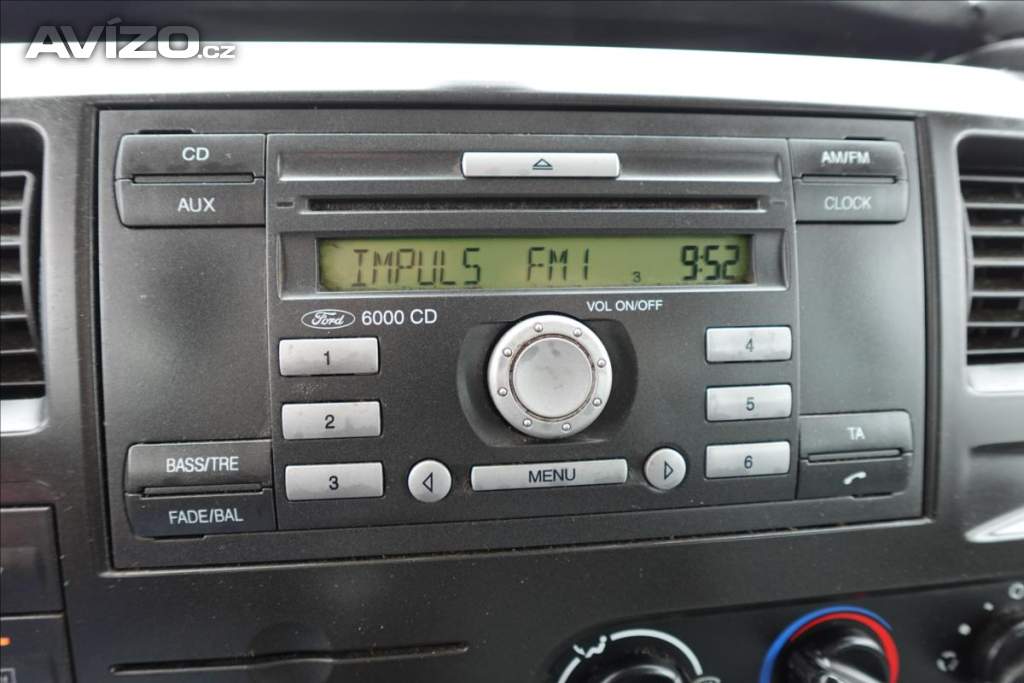 AVÍZO.CZ
CD
AUX
AM/FM
CLOCK
IMPULS FM1 3 9:52
VOL ON/OFF
Ford 6000 CD
1
2
3
4
5
6
MENU
BASS/TRE
FADE/BAL
TA